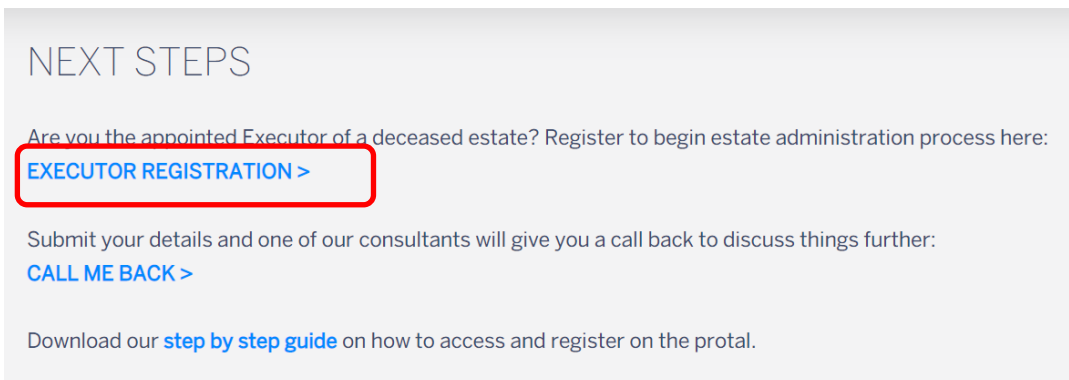 NEXT STEPS
Are you the appointed Executor of a deceased estate? Register to begin estate administration process here:
EXECUTOR REGISTRATION >
Submit your details and one of our consultants will give you a call back to discuss things further:
CALL ME BACK >
Download our step by step guide on how to access and register on the protal.